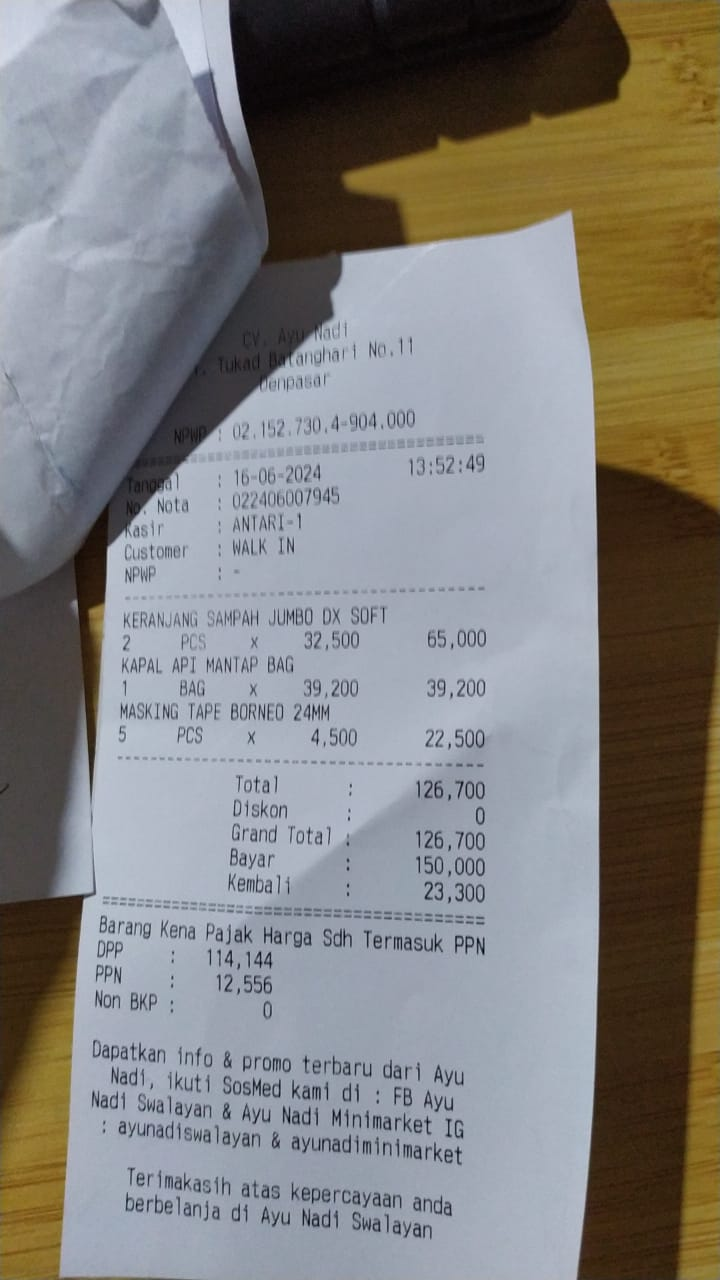 CV. Ayu Nadi
Tukad Batanghari No.11
Denpasar
NPWP : 02.152.730.4-904.000
Tanggal : 16-06-2024 13:52:49
No. Nota : 022406007945
Kasir : ANTARI-1
Customer : WALK IN
NPWP : -
KERANJANG SAMPAH JUMBO DX SOFT
2 PCS x 32,500 65,000
KAPAL API MANTAP BAG
1 BAG x 39,200 39,200
MASKING TAPE BORNEO 24MM
5 PCS x 4,500 22,500
Total : 126,700
Diskon : 0
Grand Total : 126,700
Bayar : 150,000
Kembali : 23,300
Barang Kena Pajak Harga Sdh Termasuk PPN
DPP : 114,144
PPN : 12,556
Non BKP : 0
Dapatkan info & promo terbaru dari Ayu
Nadi, ikuti SosMed kami di : FB Ayu
Nadi Swalayan & Ayu Nadi Minimarket IG
: ayunadiswalayan & ayunadiminimarket
Terimakasih atas kepercayaan anda
berbelanja di Ayu Nadi Swalayan